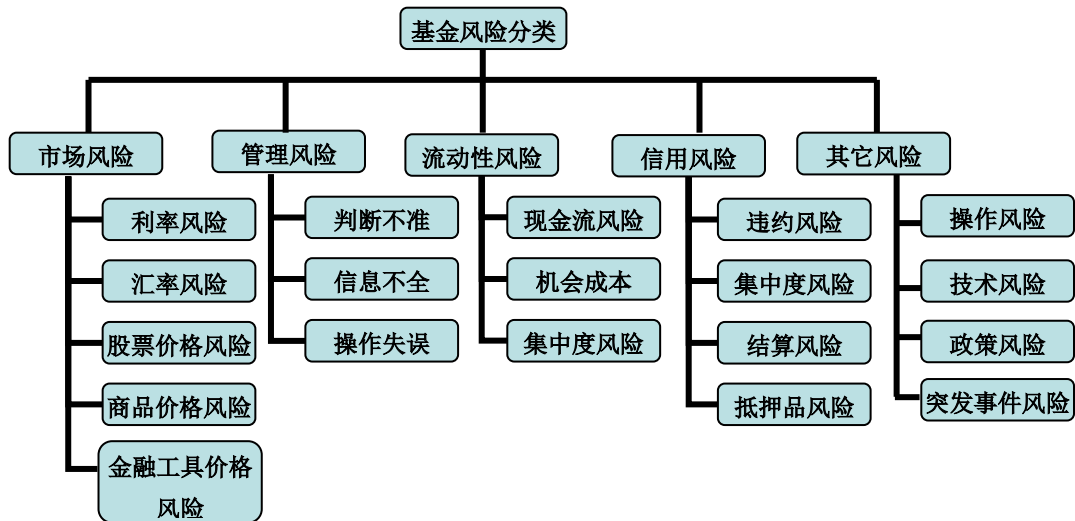 基金风险分类
市场风险
管理风险
流动性风险
信用风险
其它风险
利率风险
汇率风险
股票价格风险
商品价格风险
金融工具价格
风险
判断不准
信息不全
操作失误
现金流风险
机会成本
集中度风险
违约风险
集中度风险
结算风险
抵押品风险
操作风险
技术风险
政策风险
突发事件风险